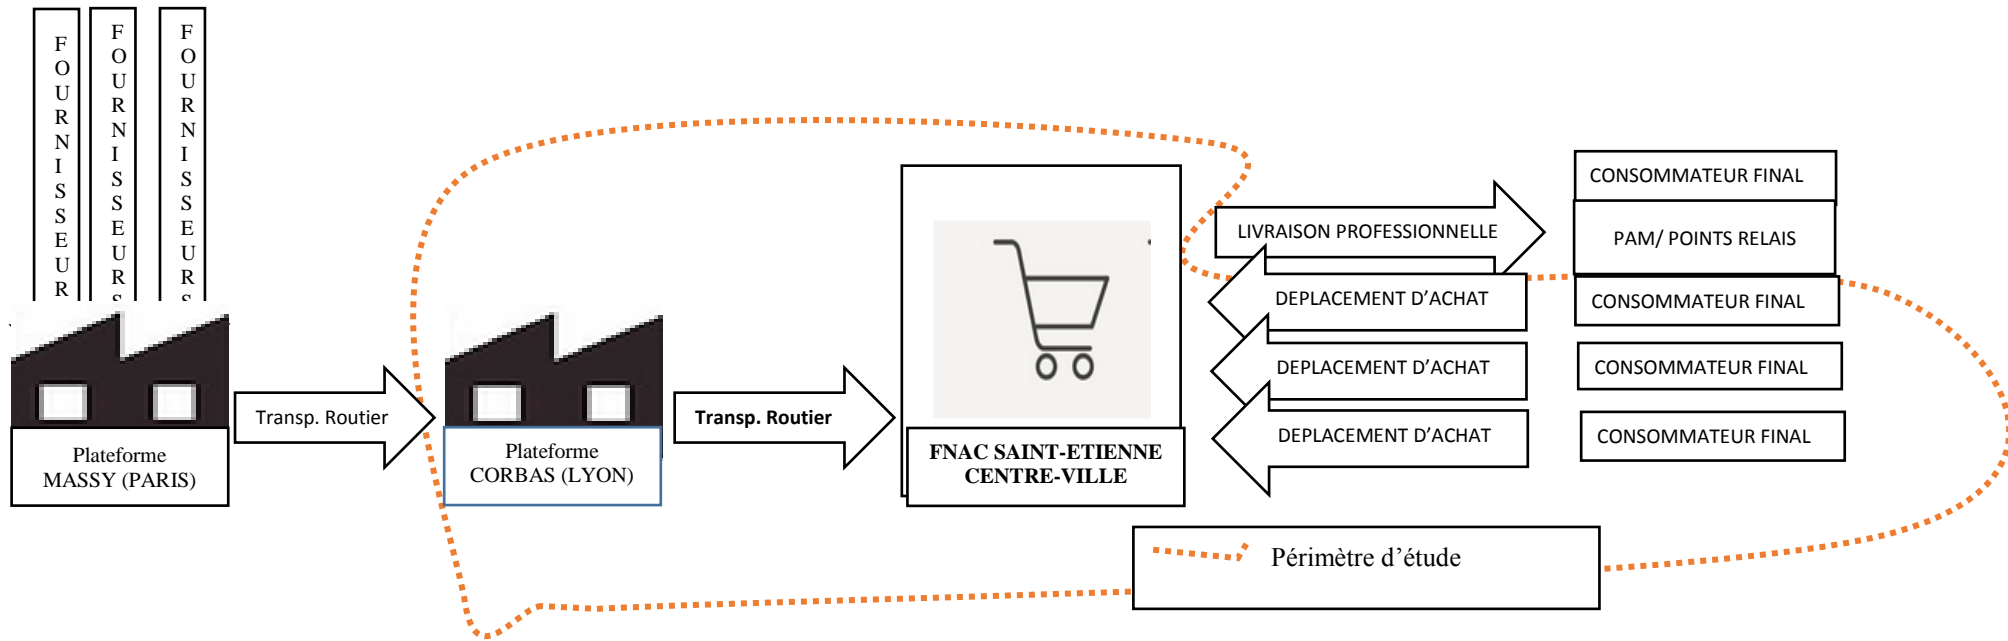 FOURNISSEUR
FOURNISSEURS
FOURNISSEURS
CONSOMMATEUR FINAL
LIVRAISON PROFESSIONNELLE
PAM/ POINTS RELAIS
DEPLACEMENT D’ACHAT
CONSOMMATEUR FINAL
DEPLACEMENT D’ACHAT
CONSOMMATEUR FINAL
DEPLACEMENT D’ACHAT
CONSOMMATEUR FINAL
Transp. Routier
Transp. Routier
Plateforme
MASSY (PARIS)
Plateforme
CORBAS (LYON)
FNAC SAINT-ETIENNE
CENTRE-VILLE
Périmètre d’étude